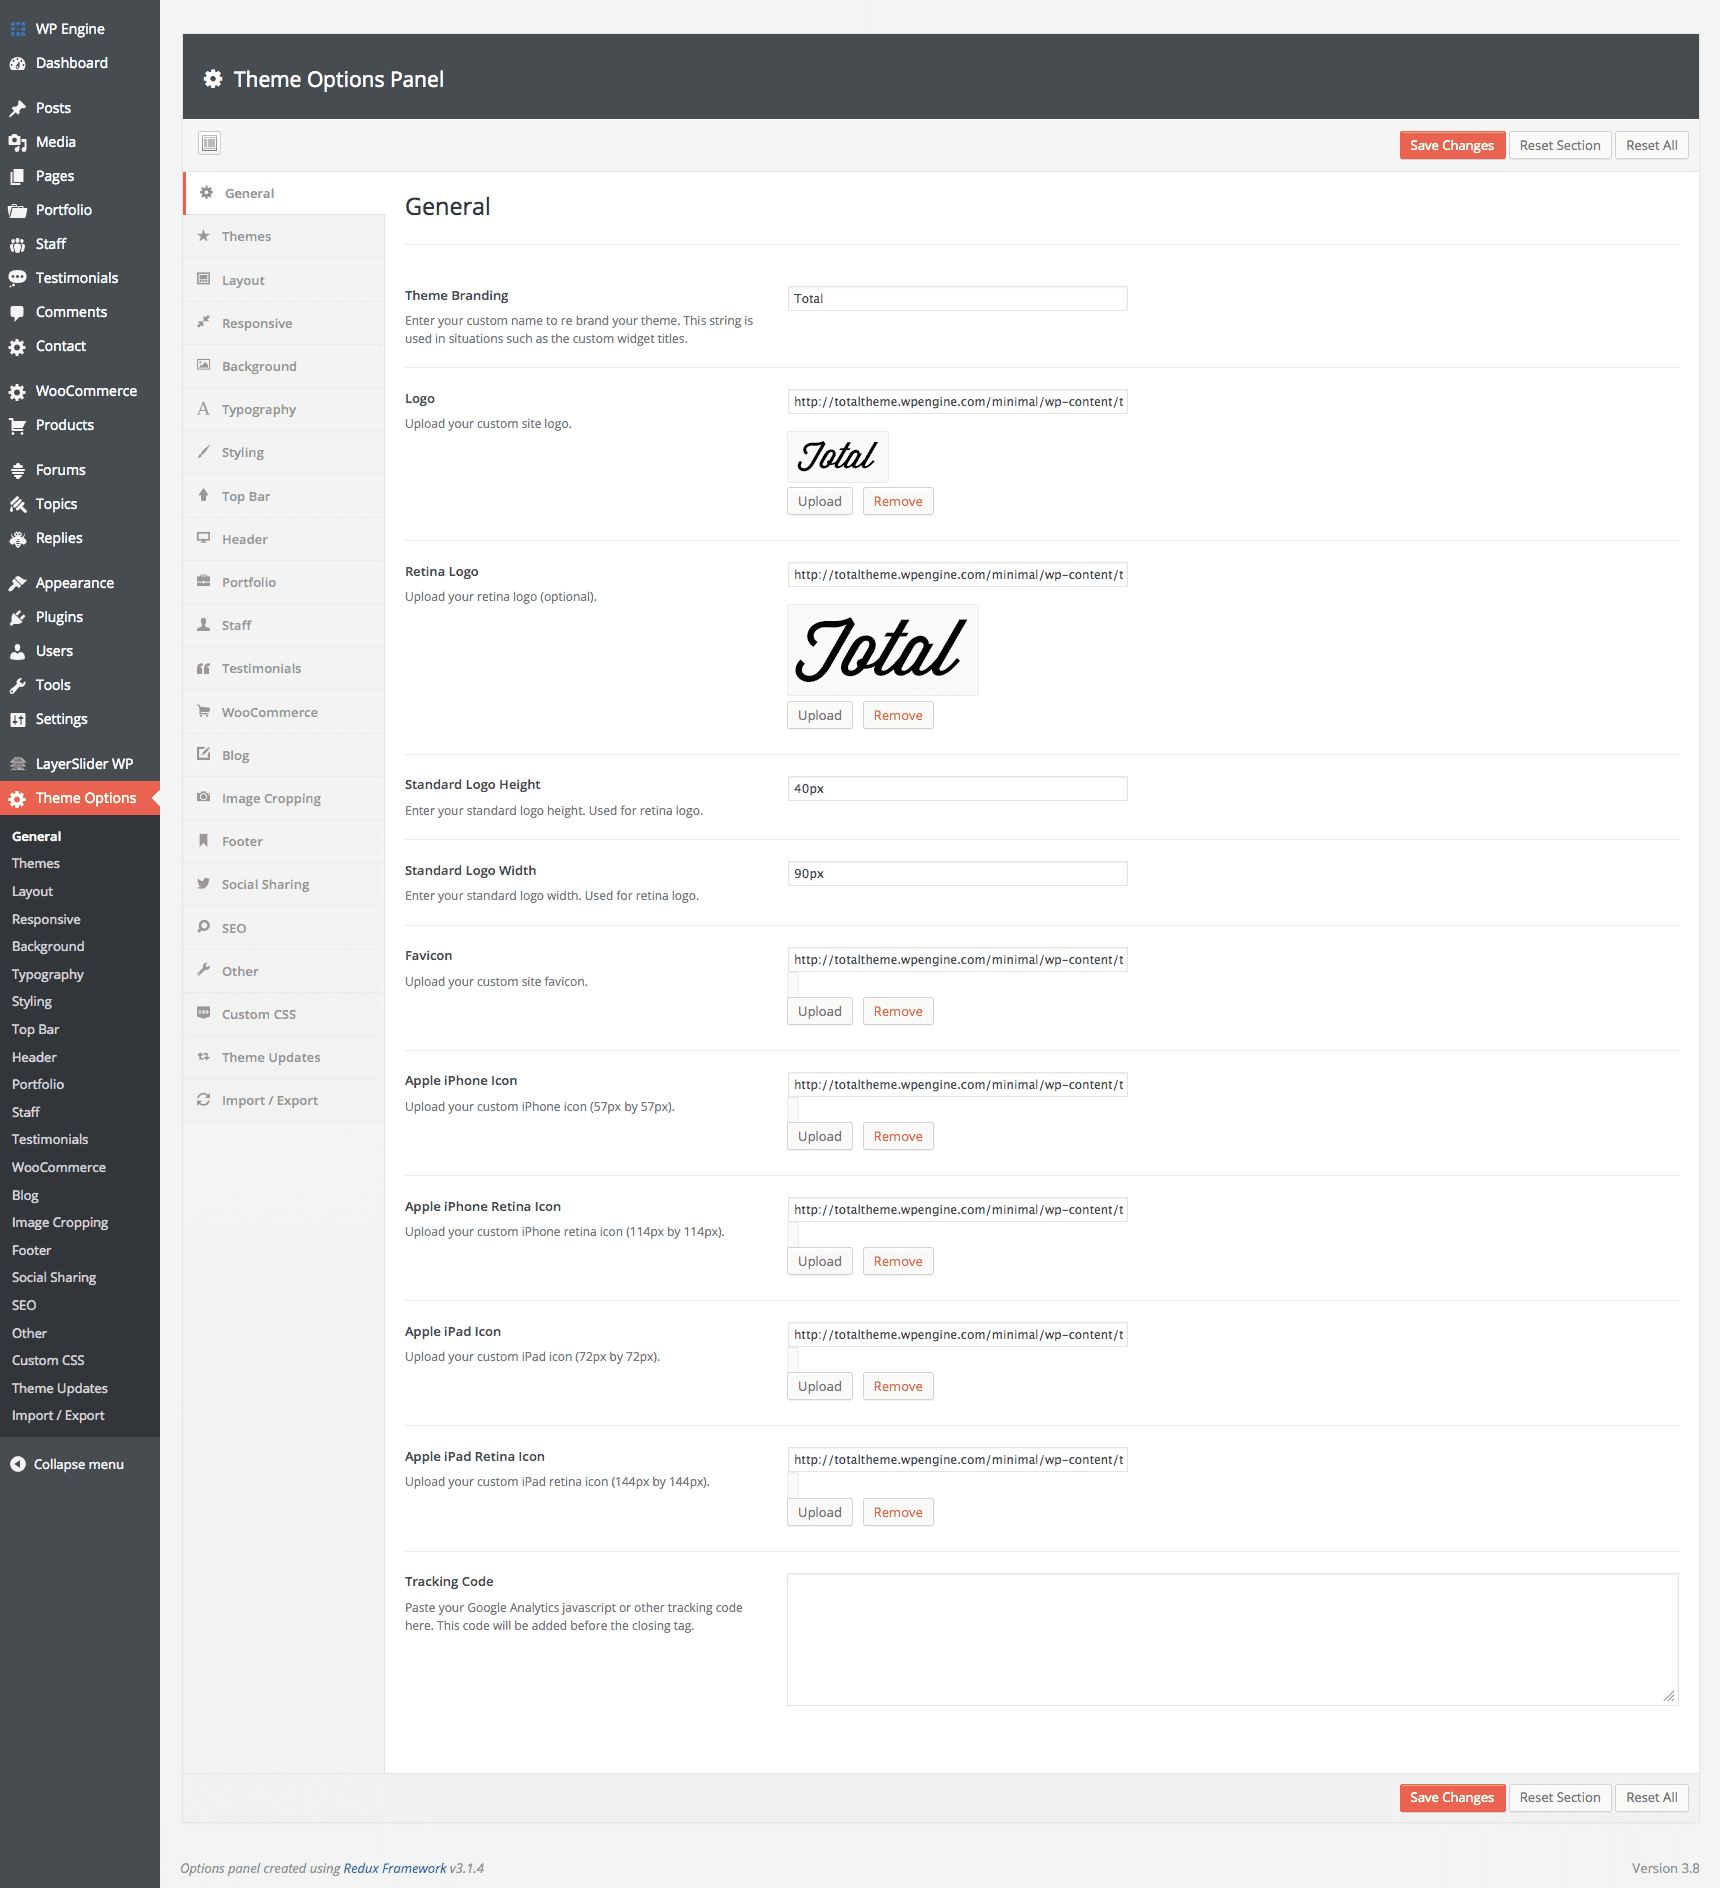 WP Engine
Dashboard
Posts
Media
Pages
Portfolio
Staff
Testimonials
Comments
Contact
WooCommerce
Products
Forums
Topics
Replies
Appearance
Plugins
Users
Tools
Settings
LayerSlider WP
Theme Options
General
Themes
Layout
Responsive
Background
Typography
Styling
Top Bar
Header
Portfolio
Staff
Testimonials
WooCommerce
Blog
Image Cropping
Footer
Social Sharing
SEO
Other
Custom CSS
Theme Updates
Import / Export
Collapse menu
Theme Options Panel
Save Changes Reset Section Reset All
General
Themes
Layout
Responsive
Background
Typography
Styling
Top Bar
Header
Portfolio
Staff
Testimonials
WooCommerce
Blog
Image Cropping
Footer
Social Sharing
SEO
Other
Custom CSS
Theme Updates
Import / Export
General
Theme Branding
Enter your custom name to re brand your theme. This string is
used in situations such as the custom widget titles.
Total
Logo
Upload your custom site logo.
http://totaltheme.wpengine.com/minimal/wp-content/t
Total
Upload Remove
Retina Logo
Upload your retina logo (optional).
http://totaltheme.wpengine.com/minimal/wp-content/t
Total
Upload Remove
Standard Logo Height
Enter your standard logo height. Used for retina logo.
40px
Standard Logo Width
Enter your standard logo width. Used for retina logo.
90px
Favicon
Upload your custom site favicon.
http://totaltheme.wpengine.com/minimal/wp-content/t
Upload Remove
Apple iPhone Icon
Upload your custom iPhone icon (57px by 57px).
http://totaltheme.wpengine.com/minimal/wp-content/t
Upload Remove
Apple iPhone Retina Icon
Upload your custom iPhone retina icon (114px by 114px).
http://totaltheme.wpengine.com/minimal/wp-content/t
Upload Remove
Apple iPad Icon
Upload your custom iPad icon (72px by 72px).
http://totaltheme.wpengine.com/minimal/wp-content/t
Upload Remove
Apple iPad Retina Icon
Upload your custom iPad retina icon (144px by 144px).
http://totaltheme.wpengine.com/minimal/wp-content/t
Upload Remove
Tracking Code
Paste your Google Analytics javascript or other tracking code
here. This code will be added before the closing tag.
Save Changes Reset Section Reset All
Options panel created using Redux Framework v3.1.4
Version 3.8